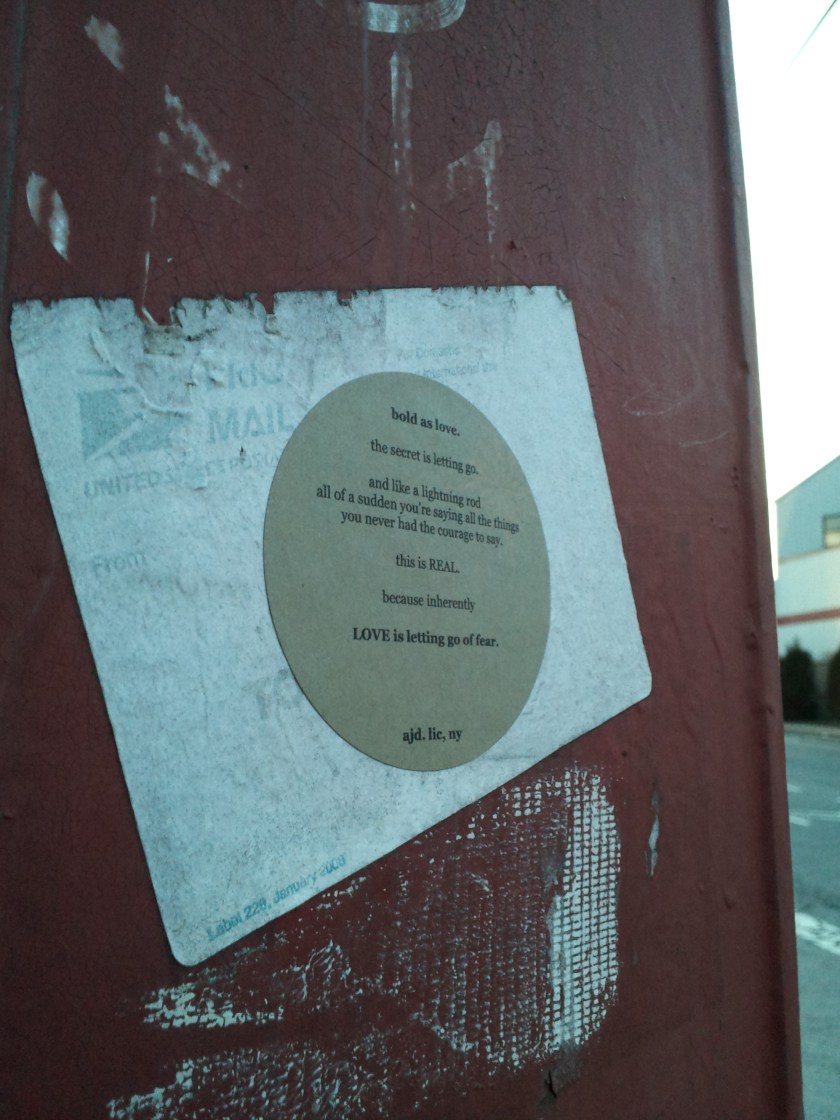 MAIL
UNITED
From
bold as love.
the secret is letting go.
and like a lightning rod
all of a sudden you're saying all the things
you never had the courage to say.
this is REAL.
because inherently
LOVE is letting go of fear.
ajd. lic, ny
Label 228, January 2008